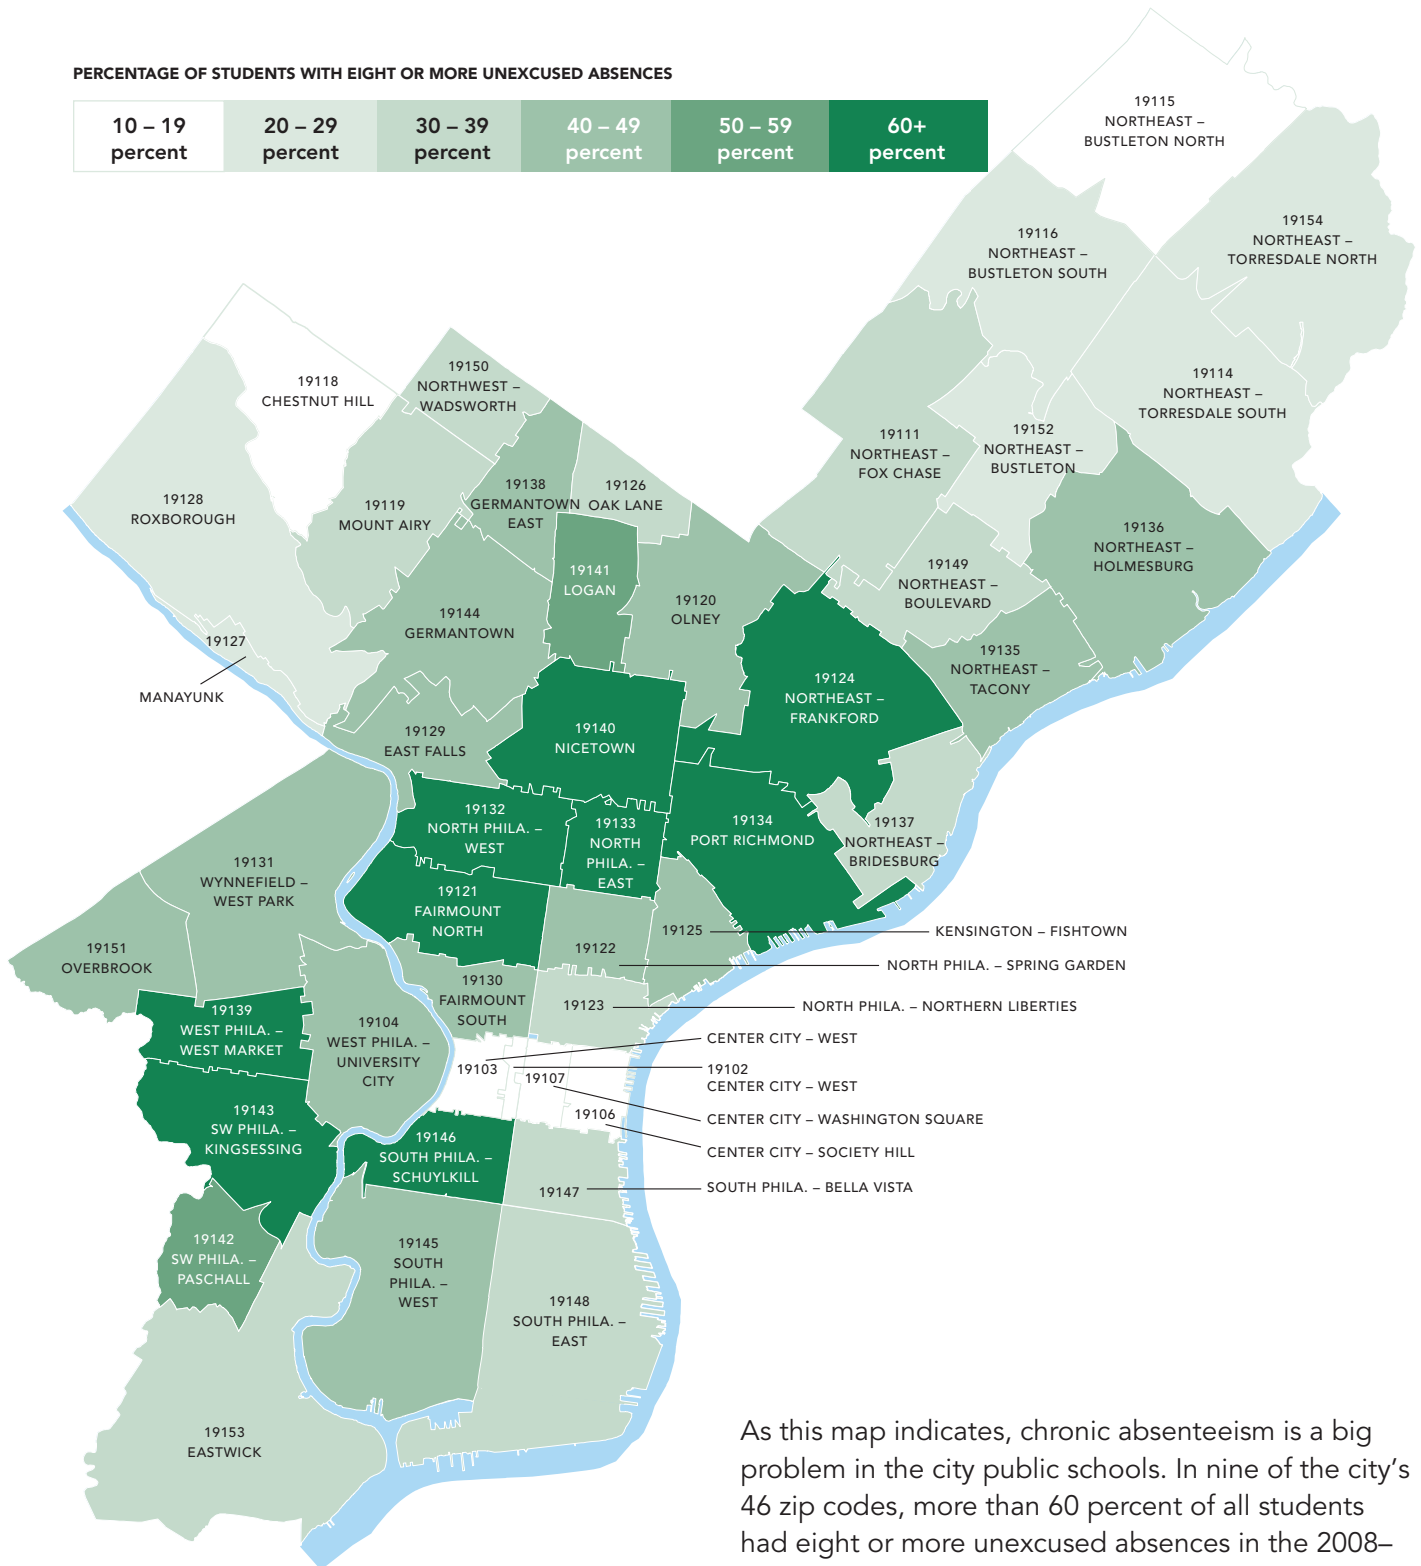 PERCENTAGE OF STUDENTS WITH EIGHT OR MORE UNEXCUSED ABSENCES
10 – 19
percent
20 – 29
percent
30 – 39
percent
40 – 49
percent
50 – 59
percent
60+
percent
19115
NORTHEAST –
BUSTLETON NORTH
19154
NORTHEAST –
TORRESDALE NORTH
19116
NORTHEAST –
BUSTLETON SOUTH
19114
NORTHEAST –
TORRESDALE SOUTH
19118
CHESTNUT HILL
19150
NORTHWEST –
WADSWORTH
19111
NORTHEAST –
FOX CHASE
19152
NORTHEAST –
BUSTLETON
19128
ROXBOROUGH
19119
MOUNT AIRY
19138
GERMANTOWN
EAST
19126
OAK LANE
19136
NORTHEAST –
HOLMESBURG
19141
LOGAN
19149
NORTHEAST –
BOULEVARD
19144
GERMANTOWN
19120
OLNEY
19127
MANAYUNK
19135
NORTHEAST –
TACONY
19124
NORTHEAST –
FRANKFORD
19129
EAST FALLS
19140
NICETOWN
19132
NORTH PHILA. –
WEST
19133
NORTH
PHILA. –
EAST
19134
PORT RICHMOND
19137
NORTHEAST –
BRIDESBURG
19131
WYNNEFIELD –
WEST PARK
19121
FAIRMOUNT
NORTH
19151
OVERBROOK
19122
19125
KENSINGTON – FISHTOWN
NORTH PHILA. – SPRING GARDEN
19130
FAIRMOUNT
SOUTH
19123
NORTH PHILA. – NORTHERN LIBERTIES
19139
WEST PHILA. –
WEST MARKET
19104
WEST PHILA. –
UNIVERSITY
CITY
CENTER CITY – WEST
19103
19102
CENTER CITY – WEST
19107
CENTER CITY – WASHINGTON SQUARE
19106
CENTER CITY – SOCIETY HILL
19143
SW PHILA. –
KINGSESSING
19146
SOUTH PHILA. –
SCHUYLKILL
19147
SOUTH PHILA. – BELLA VISTA
19142
SW PHILA. –
PASCHALL
19145
SOUTH
PHILA. –
WEST
19148
SOUTH PHILA. –
EAST
19153
EASTWICK
As this map indicates, chronic absenteeism is a big
problem in the city public schools. In nine of the city’s
46 zip codes, more than 60 percent of all students
had eight or more unexcused absences in the 2008–